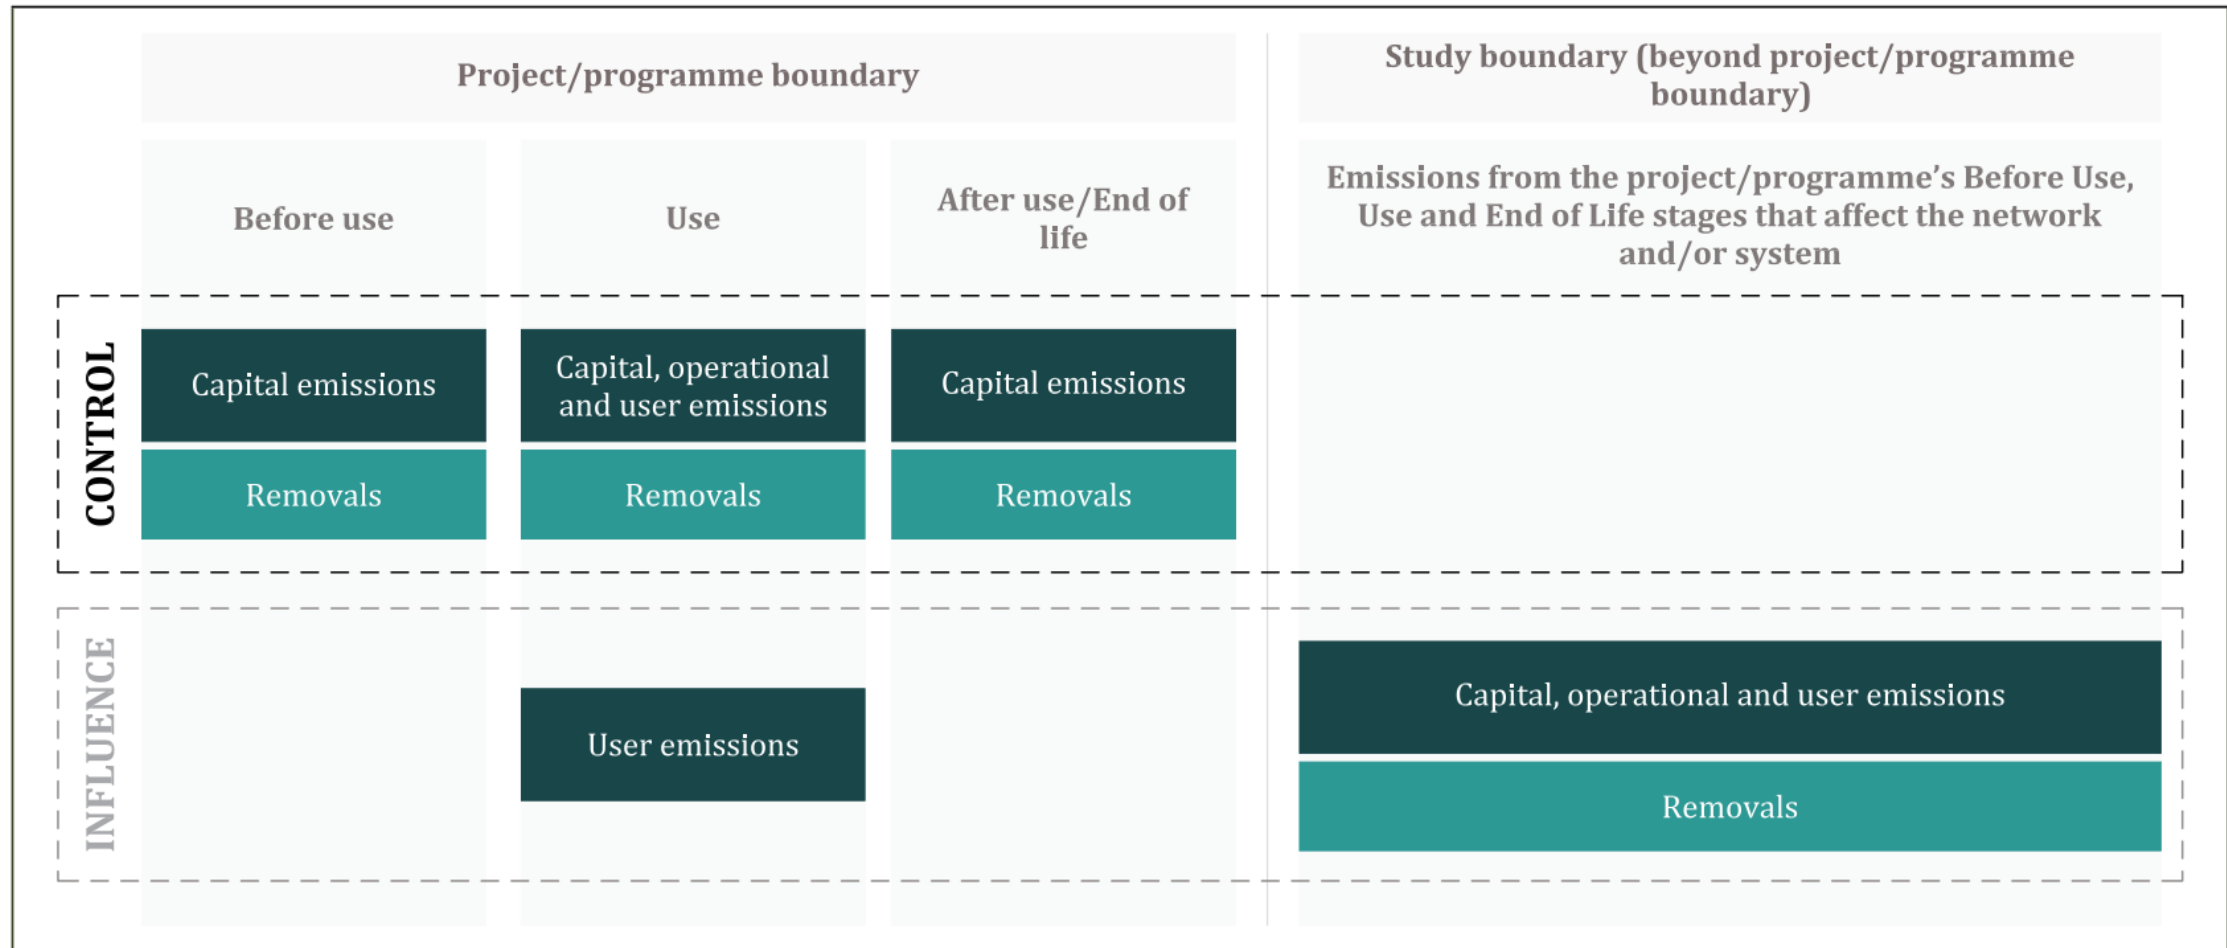 Project/programme boundary
Study boundary (beyond project/programme
boundary)
Before use
Use
After use/End of
life
Emissions from the project/programme’s Before Use,
Use and End of Life stages that affect the network
and/or system
CONTROL
Capital emissions
Capital, operational
and user emissions
Capital emissions
Removals
Removals
Removals
INFLUENCE
User emissions
Capital, operational and user emissions
Removals